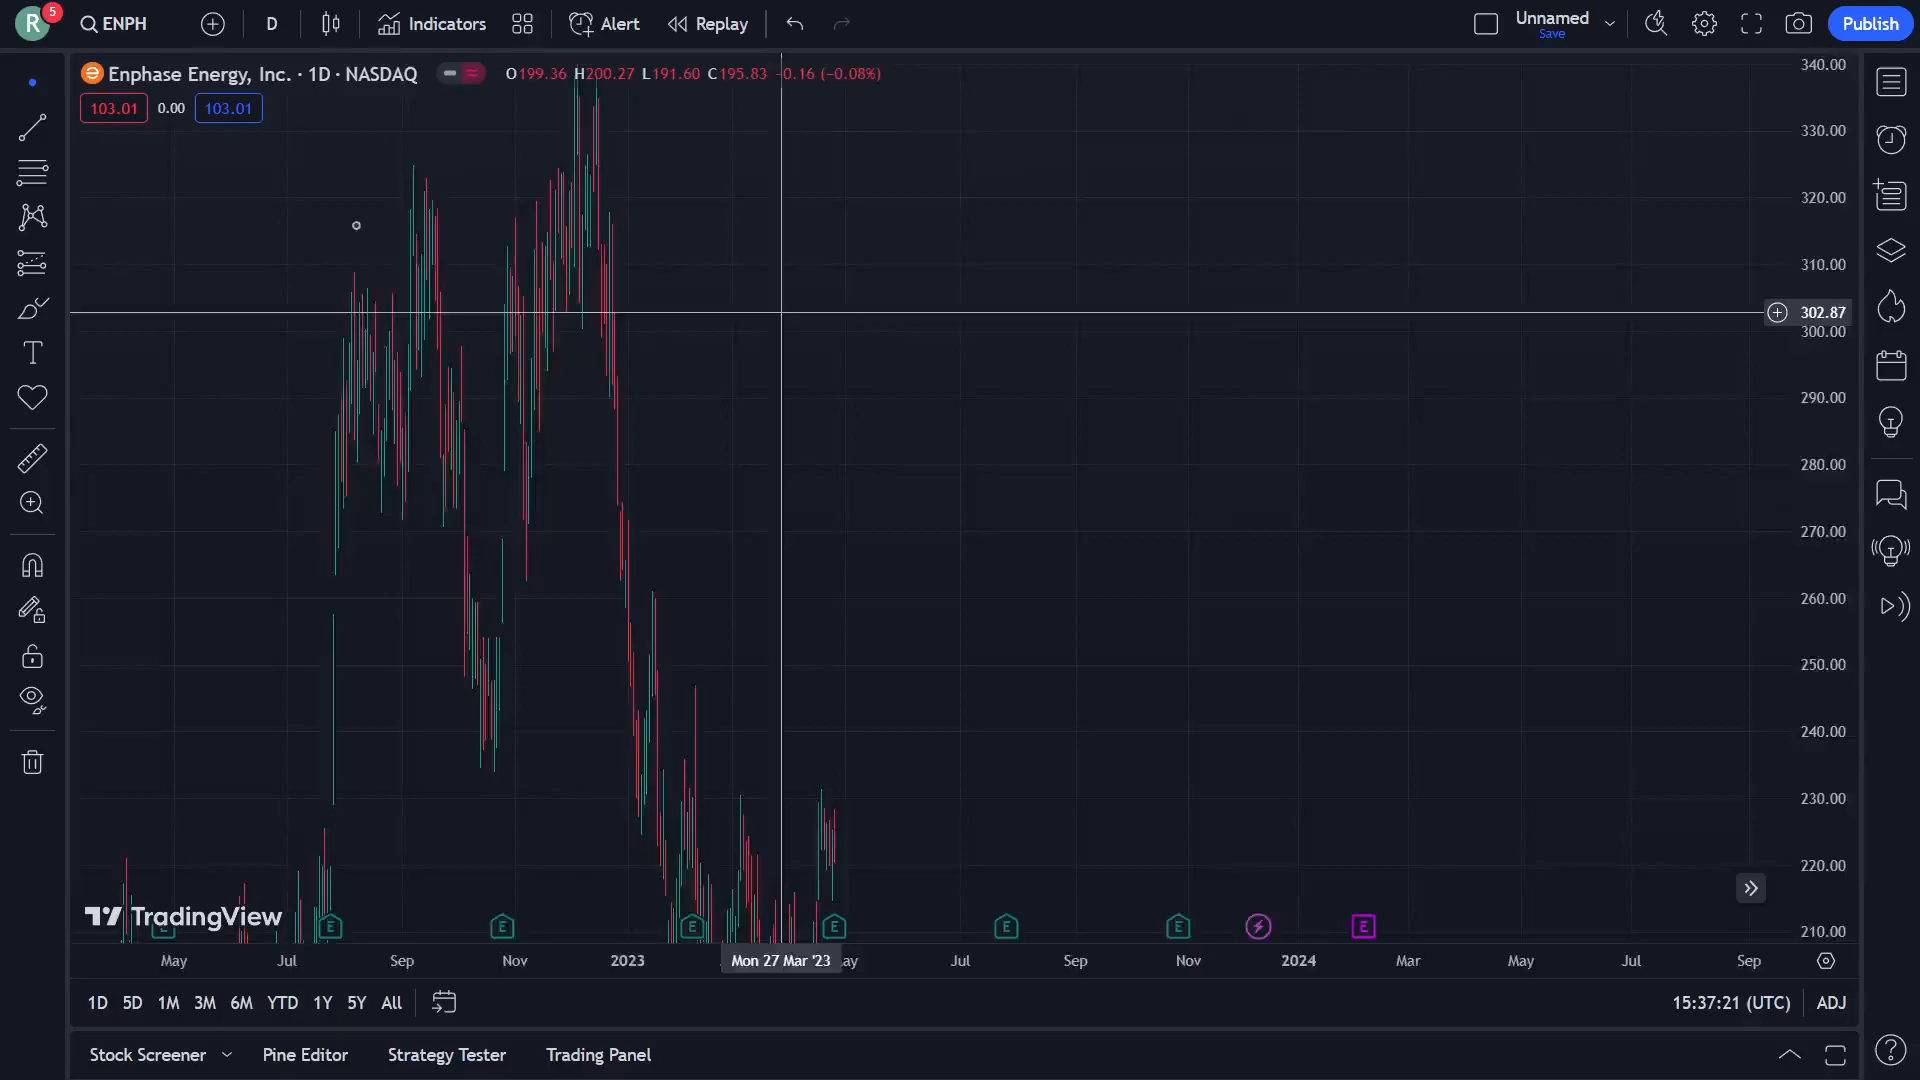 R
5
ENPH
D
Indicators
Alert
Replay
Unnamed
Save
Publish
Enphase Energy, Inc. · 1D · NASDAQ
O199.36 H200.27 L191.60 C195.83 −0.16 (−0.08%)
103.01
0.00
103.01
340.00
330.00
320.00
310.00
302.87
300.00
290.00
280.00
270.00
260.00
250.00
240.00
230.00
220.00
210.00
TradingView
E
E
E
E
E
E
E
E
May
Jul
Sep
Nov
2023
Mon 27 Mar '23
ay
Jul
Sep
Nov
2024
Mar
May
Jul
Sep
1D 5D 1M 3M 6M YTD 1Y 5Y All
15:37:21 (UTC)
ADJ
Stock Screener
Pine Editor
Strategy Tester
Trading Panel